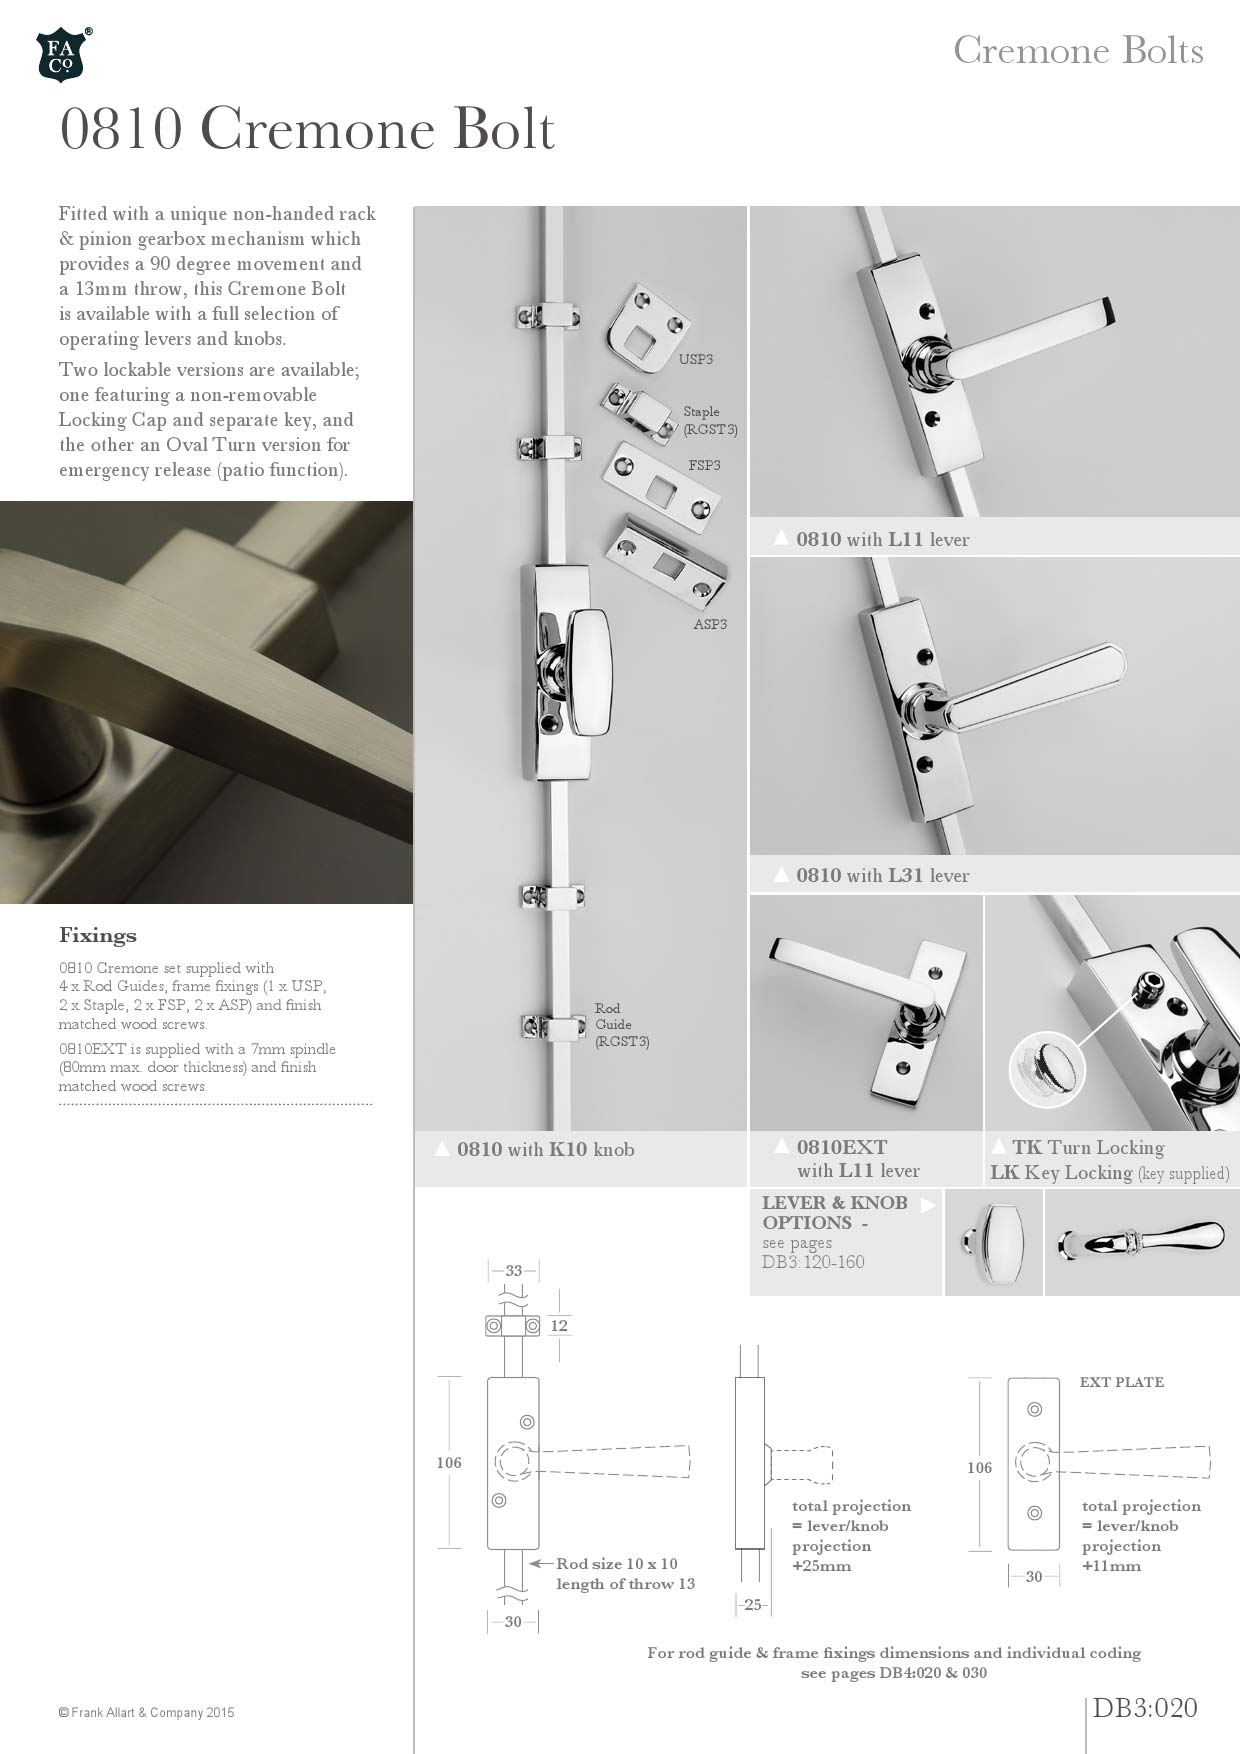 FA
Co.
®
Cremone Bolts
0810 Cremone Bolt
Fitted with a unique non-handed rack
& pinion gearbox mechanism which
provides a 90 degree movement and
a 13mm throw, this Cremone Bolt
is available with a full selection of
operating levers and knobs.
Two lockable versions are available;
one featuring a non-removable
Locking Cap and separate key, and
the other an Oval Turn version for
emergency release (patio function).
Fixings
0810 Cremone set supplied with
4 x Rod Guides, frame fixings (1 x USP,
2 x Staple, 2 x FSP, 2 x ASP) and finish
matched wood screws.
0810EXT is supplied with a 7mm spindle
(80mm max. door thickness) and finish
matched wood screws.
USP3
Staple
(RGST3)
FSP3
ASP3
Rod
Guide
(RGST3)
0810 with K10 knob
0810 with L11 lever
0810 with L31 lever
0810EXT
with L11 lever
TK Turn Locking
LK Key Locking (key supplied)
LEVER & KNOB
OPTIONS -
see pages
DB3:120-160
33
12
106
Rod size 10 x 10
length of throw 13
30
total projection
= lever/knob
projection
+25mm
25
EXT PLATE
106
total projection
= lever/knob
projection
+11mm
30
For rod guide & frame fixings dimensions and individual coding
see pages DB4:020 & 030
© Frank Allart & Company 2015
DB3:020